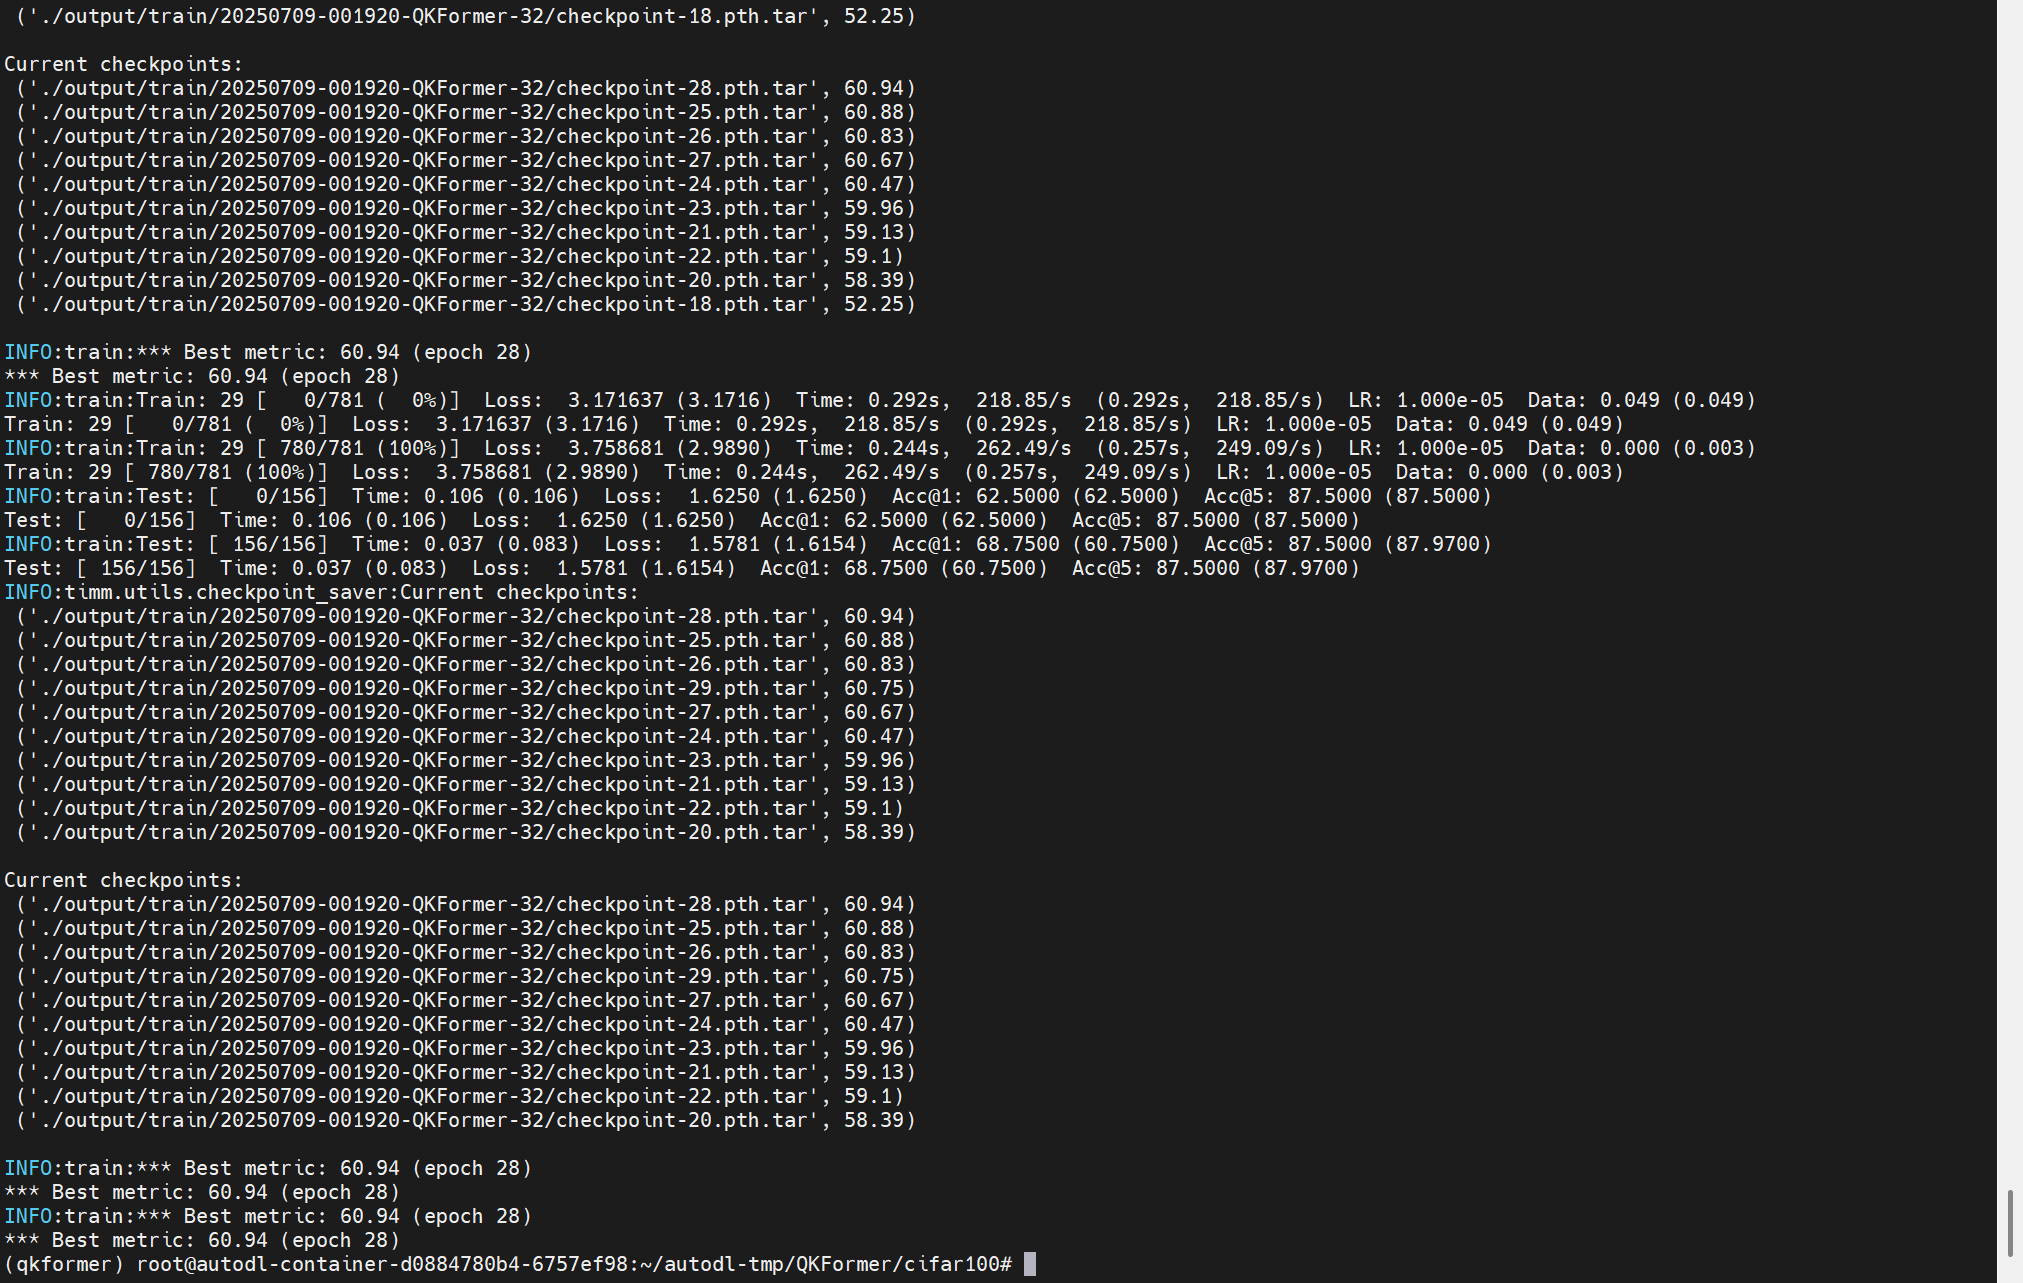 ('./output/train/20250709-001920-QKFormer-32/checkpoint-18.pth.tar', 52.25)
Current checkpoints:
('./output/train/20250709-001920-QKFormer-32/checkpoint-28.pth.tar', 60.94)
('./output/train/20250709-001920-QKFormer-32/checkpoint-25.pth.tar', 60.88)
('./output/train/20250709-001920-QKFormer-32/checkpoint-26.pth.tar', 60.83)
('./output/train/20250709-001920-QKFormer-32/checkpoint-27.pth.tar', 60.67)
('./output/train/20250709-001920-QKFormer-32/checkpoint-24.pth.tar', 60.47)
('./output/train/20250709-001920-QKFormer-32/checkpoint-23.pth.tar', 59.96)
('./output/train/20250709-001920-QKFormer-32/checkpoint-21.pth.tar', 59.13)
('./output/train/20250709-001920-QKFormer-32/checkpoint-22.pth.tar', 59.1)
('./output/train/20250709-001920-QKFormer-32/checkpoint-20.pth.tar', 58.39)
('./output/train/20250709-001920-QKFormer-32/checkpoint-18.pth.tar', 52.25)
INFO:train:*** Best metric: 60.94 (epoch 28)
*** Best metric: 60.94 (epoch 28)
INFO:train:Train: 29 [   0/781 (  0%)]  Loss:  3.171637 (3.1716)  Time: 0.292s,  218.85/s  (0.292s,  218.85/s)  LR: 1.000e-05  Data: 0.049 (0.049)
Train: 29 [   0/781 (  0%)]  Loss:  3.171637 (3.1716)  Time: 0.292s,  218.85/s  (0.292s,  218.85/s)  LR: 1.000e-05  Data: 0.049 (0.049)
INFO:train:Train: 29 [ 780/781 (100%)]  Loss:  3.758681 (2.9890)  Time: 0.244s,  262.49/s  (0.257s,  249.09/s)  LR: 1.000e-05  Data: 0.000 (0.003)
Train: 29 [ 780/781 (100%)]  Loss:  3.758681 (2.9890)  Time: 0.244s,  262.49/s  (0.257s,  249.09/s)  LR: 1.000e-05  Data: 0.000 (0.003)
INFO:train:Test: [   0/156]  Time: 0.106 (0.106)  Loss:  1.6250 (1.6250)  Acc@1: 62.5000 (62.5000)  Acc@5: 87.5000 (87.5000)
Test: [   0/156]  Time: 0.106 (0.106)  Loss:  1.6250 (1.6250)  Acc@1: 62.5000 (62.5000)  Acc@5: 87.5000 (87.5000)
INFO:train:Test: [ 156/156]  Time: 0.037 (0.083)  Loss:  1.5781 (1.6154)  Acc@1: 68.7500 (60.7500)  Acc@5: 87.5000 (87.9700)
Test: [ 156/156]  Time: 0.037 (0.083)  Loss:  1.5781 (1.6154)  Acc@1: 68.7500 (60.7500)  Acc@5: 87.5000 (87.9700)
INFO:timm.utils.checkpoint_saver:Current checkpoints:
('./output/train/20250709-001920-QKFormer-32/checkpoint-28.pth.tar', 60.94)
('./output/train/20250709-001920-QKFormer-32/checkpoint-25.pth.tar', 60.88)
('./output/train/20250709-001920-QKFormer-32/checkpoint-26.pth.tar', 60.83)
('./output/train/20250709-001920-QKFormer-32/checkpoint-29.pth.tar', 60.75)
('./output/train/20250709-001920-QKFormer-32/checkpoint-27.pth.tar', 60.67)
('./output/train/20250709-001920-QKFormer-32/checkpoint-24.pth.tar', 60.47)
('./output/train/20250709-001920-QKFormer-32/checkpoint-23.pth.tar', 59.96)
('./output/train/20250709-001920-QKFormer-32/checkpoint-21.pth.tar', 59.13)
('./output/train/20250709-001920-QKFormer-32/checkpoint-22.pth.tar', 59.1)
('./output/train/20250709-001920-QKFormer-32/checkpoint-20.pth.tar', 58.39)
Current checkpoints:
('./output/train/20250709-001920-QKFormer-32/checkpoint-28.pth.tar', 60.94)
('./output/train/20250709-001920-QKFormer-32/checkpoint-25.pth.tar', 60.88)
('./output/train/20250709-001920-QKFormer-32/checkpoint-26.pth.tar', 60.83)
('./output/train/20250709-001920-QKFormer-32/checkpoint-29.pth.tar', 60.75)
('./output/train/20250709-001920-QKFormer-32/checkpoint-27.pth.tar', 60.67)
('./output/train/20250709-001920-QKFormer-32/checkpoint-24.pth.tar', 60.47)
('./output/train/20250709-001920-QKFormer-32/checkpoint-23.pth.tar', 59.96)
('./output/train/20250709-001920-QKFormer-32/checkpoint-21.pth.tar', 59.13)
('./output/train/20250709-001920-QKFormer-32/checkpoint-22.pth.tar', 59.1)
('./output/train/20250709-001920-QKFormer-32/checkpoint-20.pth.tar', 58.39)
INFO:train:*** Best metric: 60.94 (epoch 28)
*** Best metric: 60.94 (epoch 28)
INFO:train:*** Best metric: 60.94 (epoch 28)
*** Best metric: 60.94 (epoch 28)
(qkformer) root@autodl-container-d0884780b4-6757ef98:~/autodl-tmp/QKFormer/cifar100#